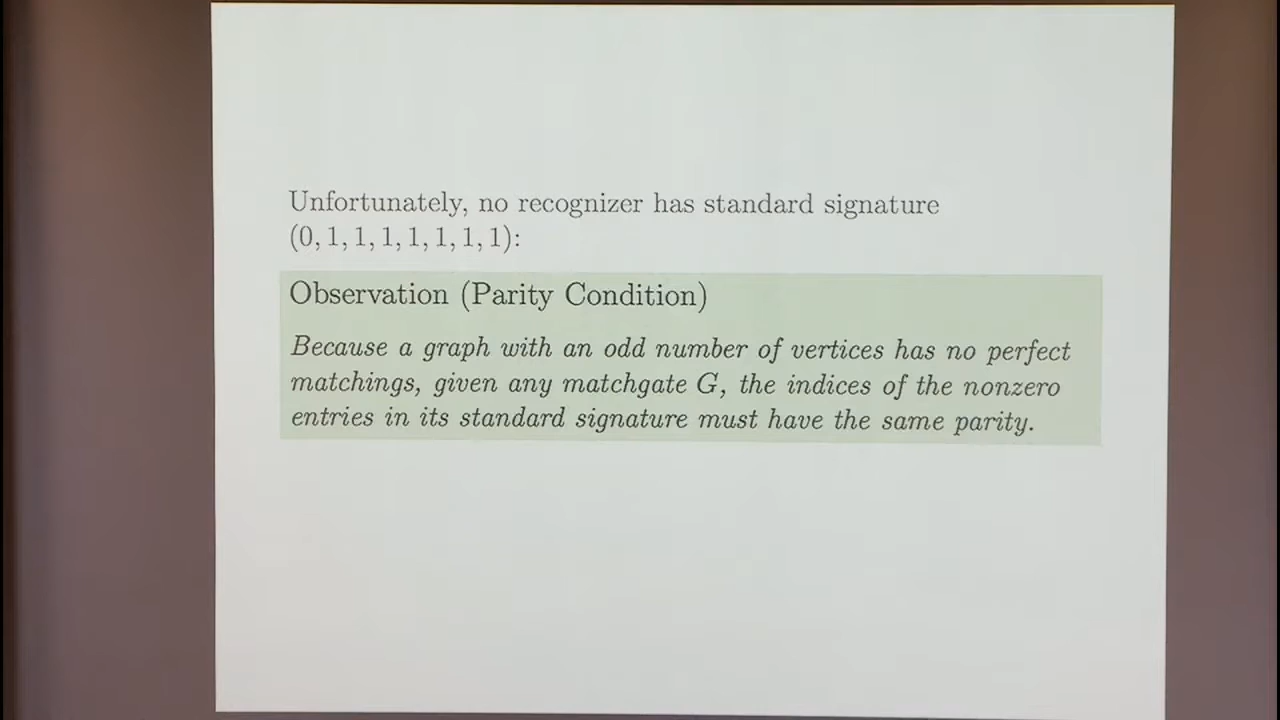 Unfortunately, no recognizer has standard signature
(0, 1, 1, 1, 1, 1, 1, 1):
Observation (Parity Condition)
Because a graph with an odd number of vertices has no perfect
matchings, given any matchgate G, the indices of the nonzero
entries in its standard signature must have the same parity.